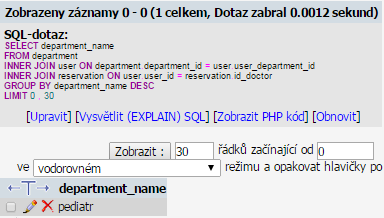 Zobrazeny záznamy 0 - 0 (1 celkem, Dotaz zabral 0.0012 sekund)
SQL-dotaz:
SELECT department_name
FROM department
INNER JOIN user ON department.department_id = user.user_department_id
INNER JOIN reservation ON user.user_id = reservation.id_doctor
GROUP BY department_name DESC
LIMIT 0 , 30
[Upravit] [Vysvětlit (EXPLAIN) SQL] [Zobrazit PHP kód] [Obnovit]
Zobrazit : 30 řádků začínající od 0
ve vodorovném režimu a opakovat hlavičky po
department_name
pediatr